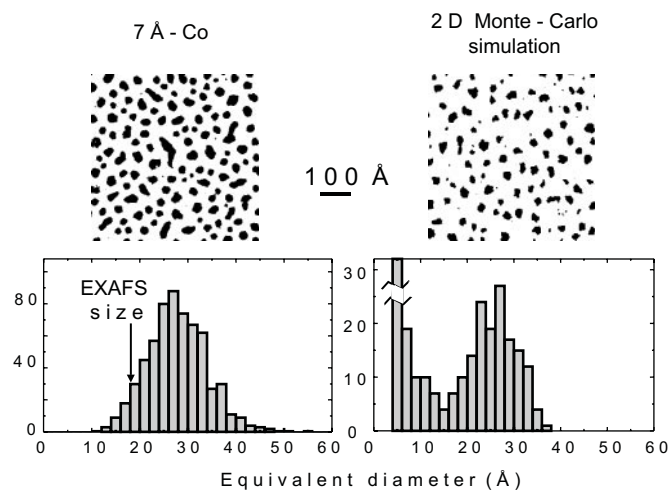 7 Å - Co
2 D Monte - Carlo
simulation
100 Å
80
40
0
EXAFS
size
0 10 20 30 40 50 60
30
20
10
0
0 10 20 30 40 50 60
Equivalent diameter (Å)